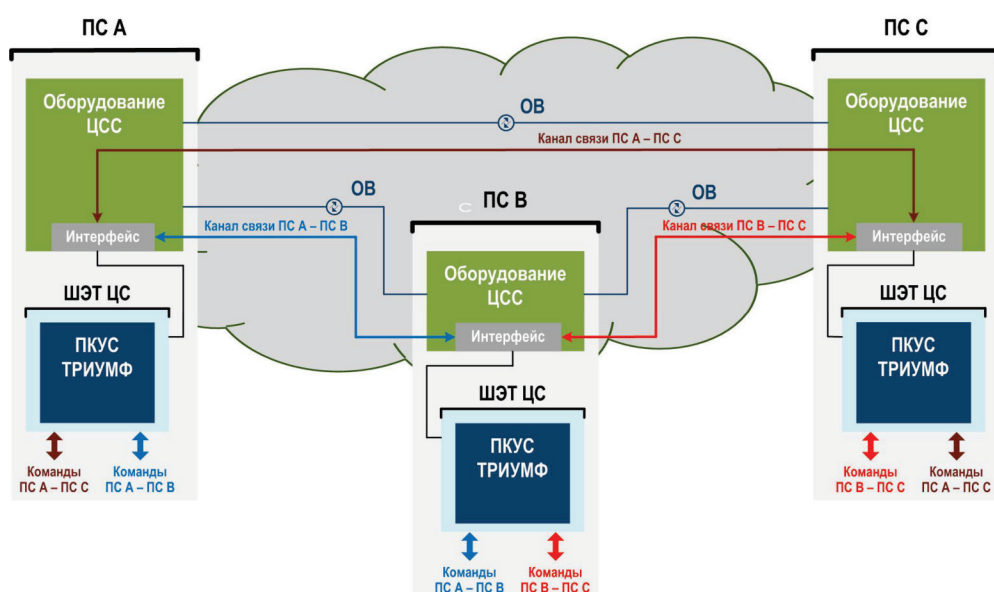 ПС А
ПС С
Оборудование
ЦСС
Оборудование
ЦСС
ОВ
Канал связи ПС А – ПС С
ОВ
ОВ
С
ПС В
Интерфейс
Канал связи ПС А – ПС В
Канал связи ПС В – ПС С
Интерфейс
Оборудование
ЦСС
ШЭТ ЦС
ШЭТ ЦС
Интерфейс
ПКУС
ТРИУМФ
ПКУС
ТРИУМФ
ШЭТ ЦС
ПКУС
ТРИУМФ
Команды
ПС А – ПС С
Команды
ПС А – ПС В
Команды
ПС В – ПС С
Команды
ПС А – ПС С
Команды
ПС А – ПС В
Команды
ПС В – ПС С